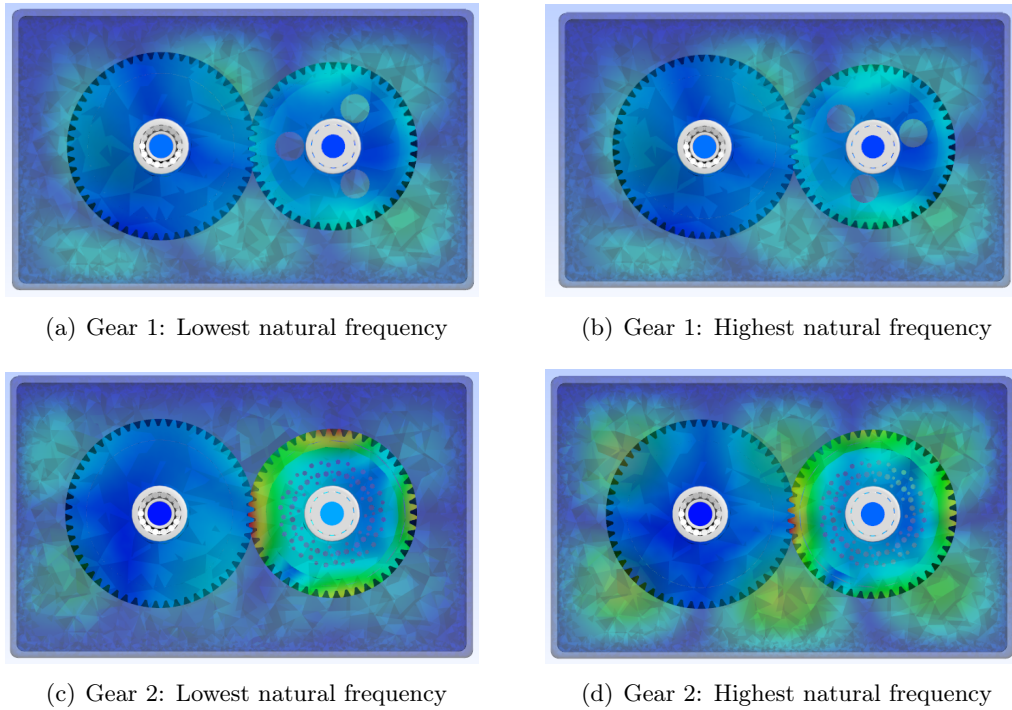 (a) Gear 1: Lowest natural frequency
(b) Gear 1: Highest natural frequency
(c) Gear 2: Lowest natural frequency
(d) Gear 2: Highest natural frequency